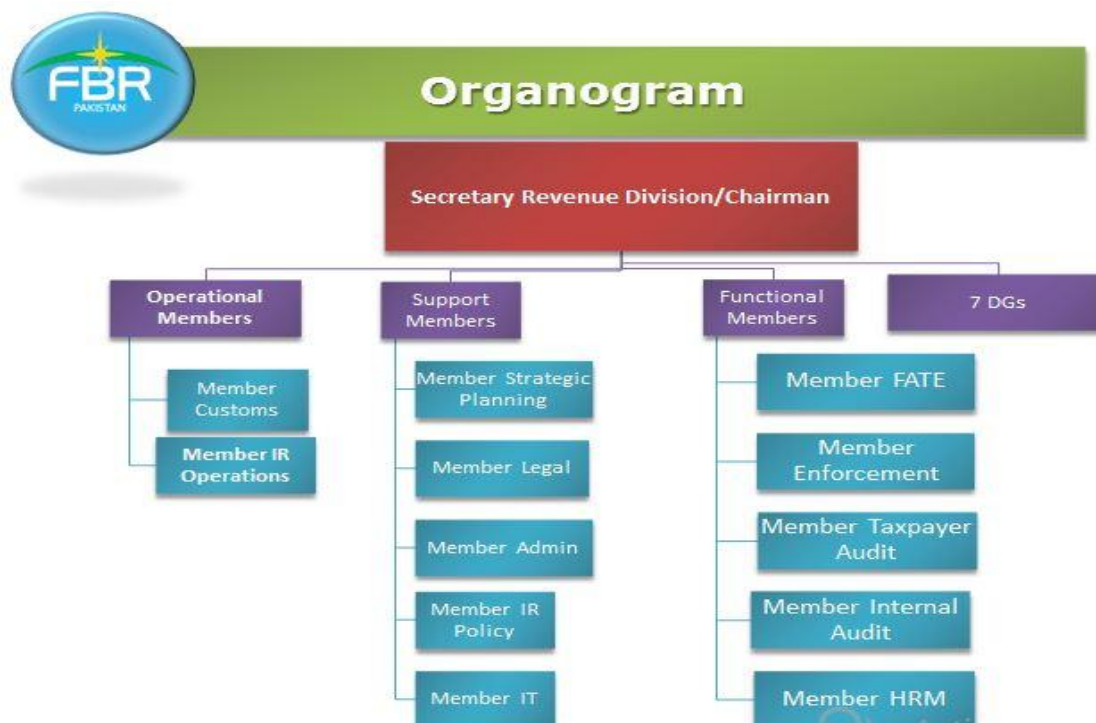 FBR
PAKISTAN
Organogram
Secretary Revenue Division/Chairman
Operational
Members
Member
Customs
Member IR
Operations
Support
Members
Member Strategic
Planning
Member Legal
Member Admin
Member IR
Policy
Member IT
Functional
Members
Member FATE
Member
Enforcement
Member Taxpayer
Audit
Member Internal
Audit
Member HRM
7 DGs